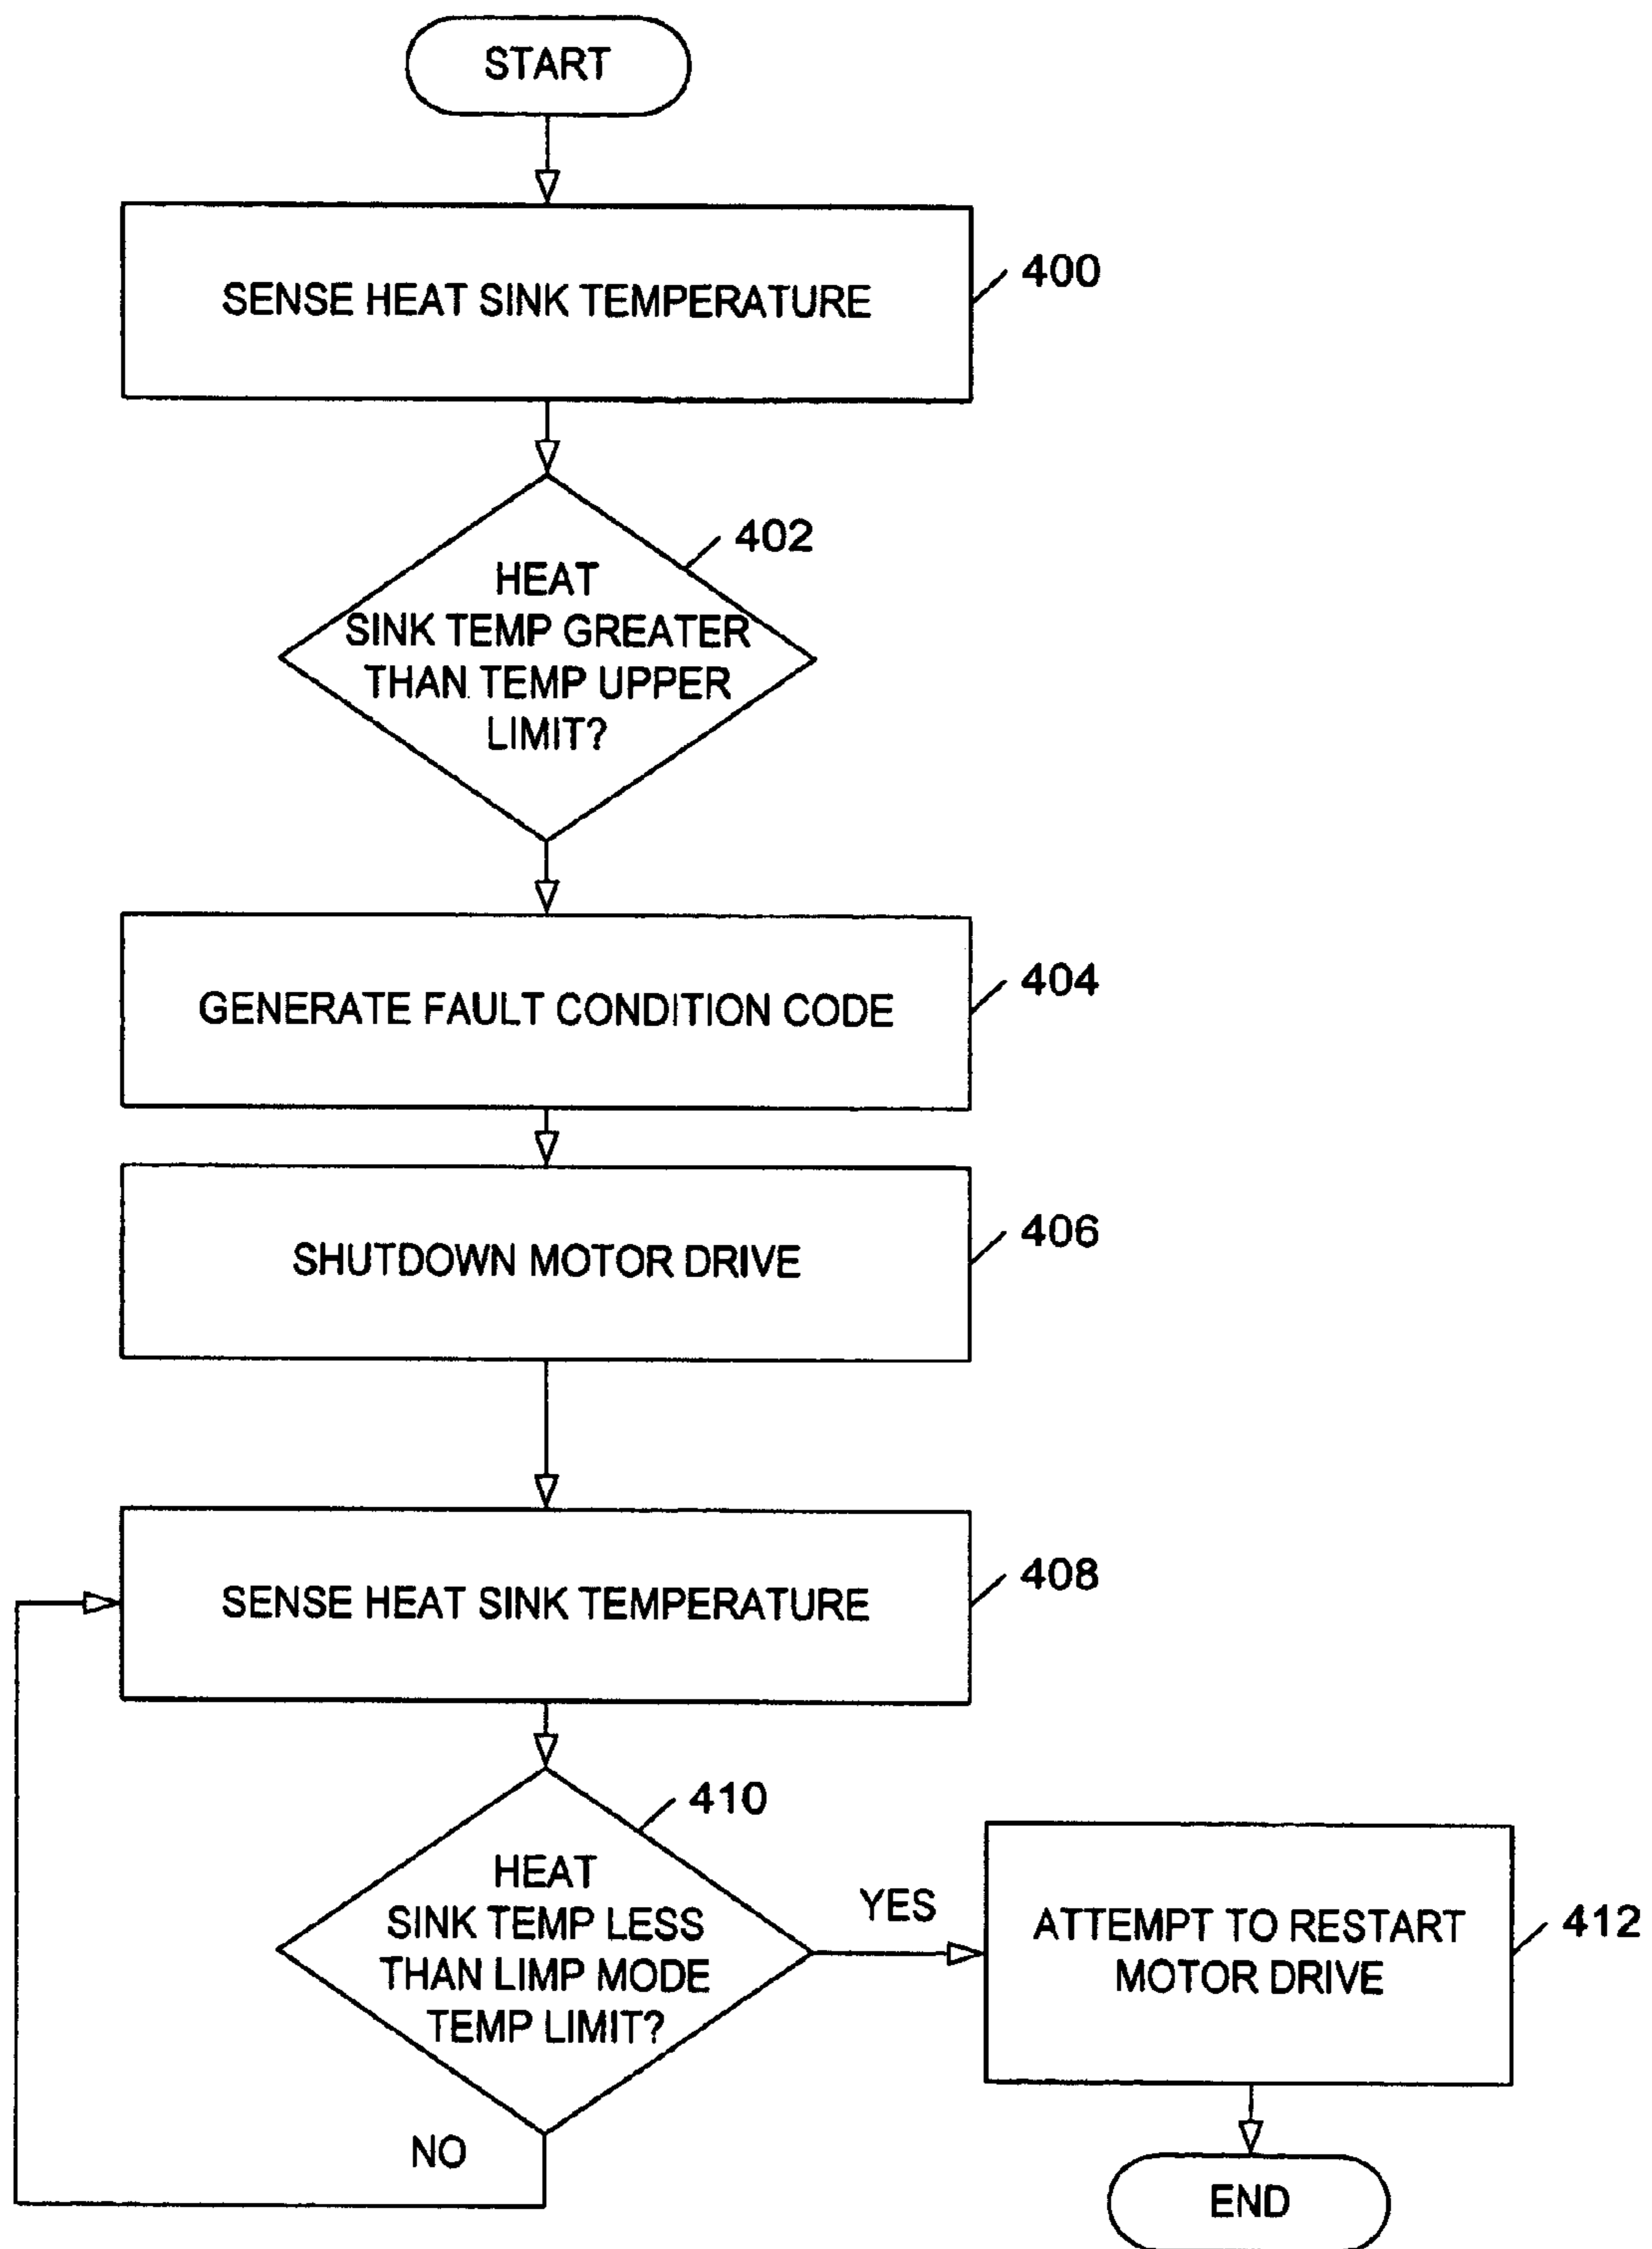 START
SENSE HEAT SINK TEMPERATURE
400
402
HEAT
SINK TEMP GREATER
THAN TEMP UPPER
LIMIT?
GENERATE FAULT CONDITION CODE
404
SHUTDOWN MOTOR DRIVE
406
SENSE HEAT SINK TEMPERATURE
408
410
HEAT
SINK TEMP LESS
THAN LIMP MODE
TEMP LIMIT?
YES
ATTEMPT TO RESTART
MOTOR DRIVE
412
NO
END